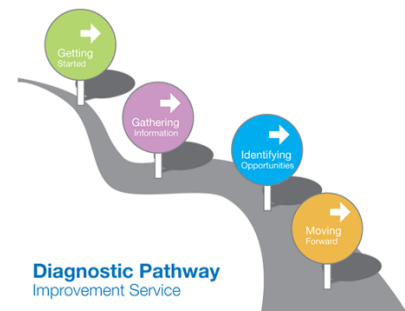 Getting
Started
Gathering
Information
Identifying
Opportunities
Moving
Forward
Diagnostic Pathway
Improvement Service